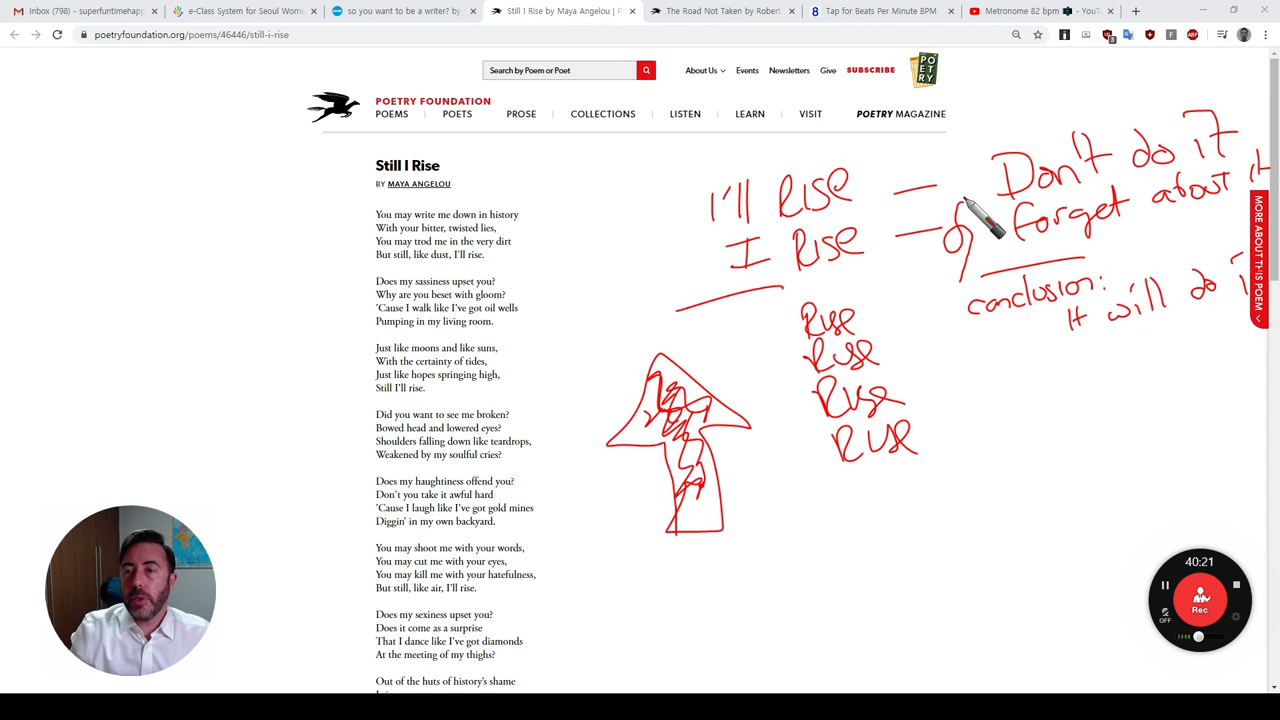 Inbox (798) - superfuntimehapp
e-Class System for Seoul Wome
so you want to be a writer? by
Still I Rise by Maya Angelou | P
The Road Not Taken by Robert
Tap for Beats Per Minute BPM
Metronome 82 bpm - YouT
poetryfoundation.org/poems/46446/still-i-rise
3
ABP
Search by Poem or Poet
About Us
Events
Newsletters
Give
SUBSCRIBE
POETRY
POETRY FOUNDATION
POEMS
POETS
PROSE
COLLECTIONS
LISTEN
LEARN
VISIT
POETRY MAGAZINE
Still I Rise
BY MAYA ANGELOU
You may write me down in history
With your bitter, twisted lies,
You may trod me in the very dirt
But still, like dust, I'll rise.
Does my sassiness upset you?
Why are you beset with gloom?
'Cause I walk like I've got oil wells
Pumping in my living room.
Just like moons and like suns,
With the certainty of tides,
Just like hopes springing high,
Still I'll rise.
Did you want to see me broken?
Bowed head and lowered eyes?
Shoulders falling down like teardrops,
Weakened by my soulful cries?
Does my haughtiness offend you?
Don't you take it awful hard
'Cause I laugh like I've got gold mines
Diggin' in my own backyard.
You may shoot me with your words,
You may cut me with your eyes,
You may kill me with your hatefulness,
But still, like air, I'll rise.
Does my sexiness upset you?
Does it come as a surprise
That I dance like I've got diamonds
At the meeting of my thighs?
Out of the huts of history's shame
I'll Rise
I Rise
Rise
Rise
Rise
Rise
Don't do it
forget about it
conclusion:
It will do
MORE ABOUT THIS POEM
40:21
Rec
OFF